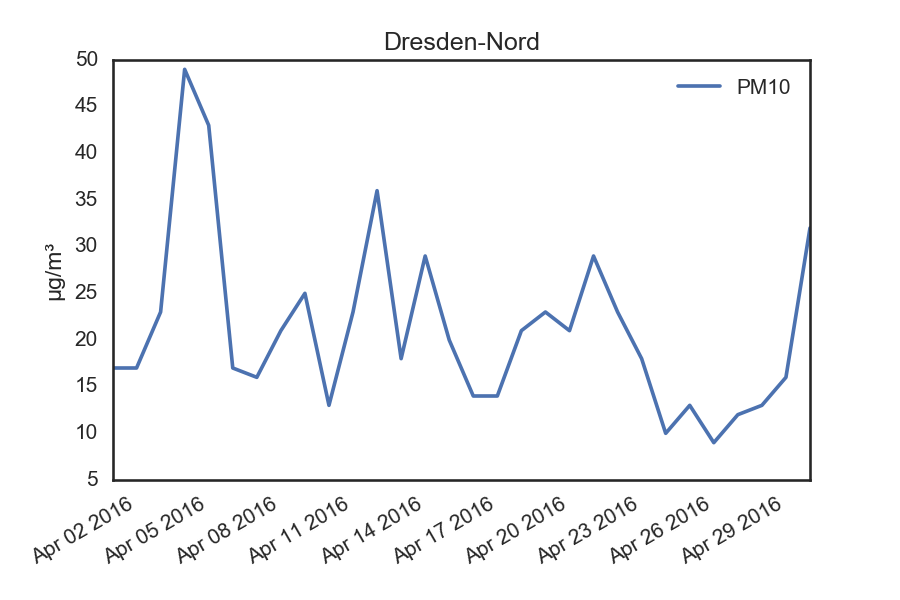 Dresden-Nord
50
45
40
35
30
25
20
15
10
5
µg/m³
PM10
Apr 02 2016
Apr 05 2016
Apr 08 2016
Apr 11 2016
Apr 14 2016
Apr 17 2016
Apr 20 2016
Apr 23 2016
Apr 26 2016
Apr 29 2016